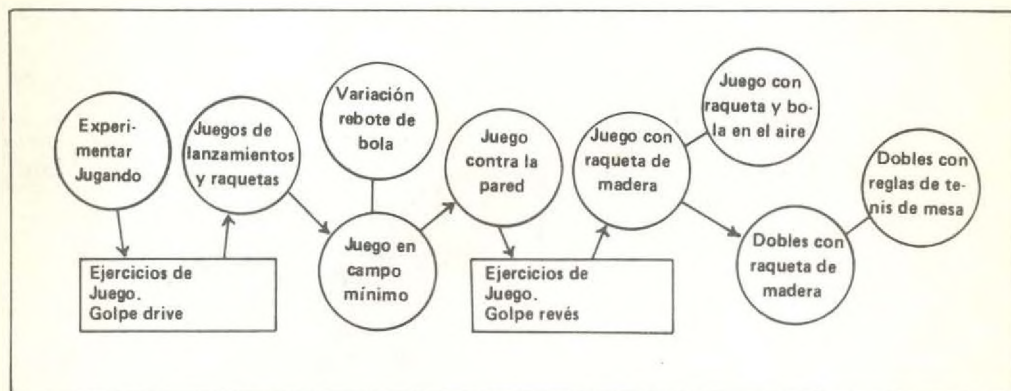 Experi-
mentar
Jugando
Ejercicios de
Juego.
Golpe drive
Juegos de
lanzamientos
y raquetas
Variación
rebote de
bola
Juego en
campo
mínimo
Juego
contra la
pared
Ejercicios de
Juego.
Golpe revés
Juego con
raqueta de
madera
Juego con
raqueta y bo-
la en el aire
Dobles con
raqueta de
madera
Dobles con
reglas de te-
nis de mesa